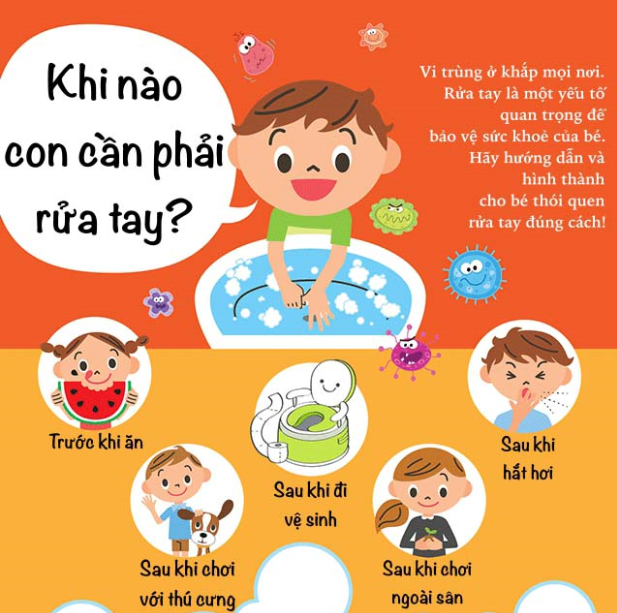 Khi nào
con cần phải
rửa tay?
Vi trùng ở khắp mọi nơi.
Rửa tay là một yếu tố
quan trọng để
bảo vệ sức khoẻ của bé.
Hãy hướng dẫn và
hình thành
cho bé thói quen
rửa tay đúng cách!
Trước khi ăn
Sau khi đi
vệ sinh
Sau khi
hắt hơi
Sau khi chơi
với thú cưng
Sau khi chơi
ngoài sân